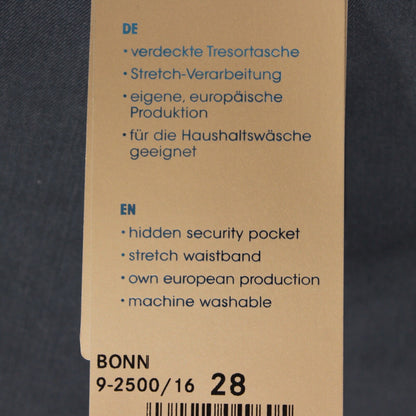 DE
• verdeckte Tresortasche
• Stretch-Verarbeitung
• eigene, europäische
Produktion
• für die Haushaltswäsche
geeignet
EN
• hidden security pocket
• stretch waistband
• own european production
• machine washable
BONN
9-2500/16 28